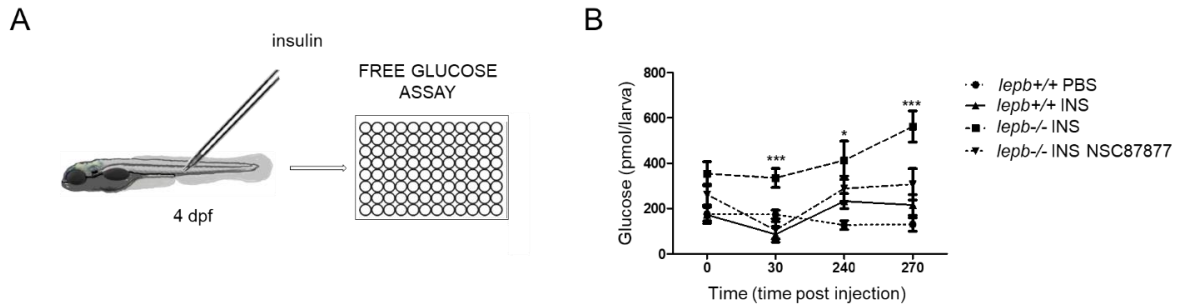 A
insulin
FREE GLUCOSE
ASSAY
4 dpf
B
Glucose (pmol/larva)
800
600
400
200
0
***
*
***
0 30 240 270
Time (time post injection)
lepb+/+ PBS
lepb+/+ INS
lepb-/- INS
lepb-/- INS NSC87877